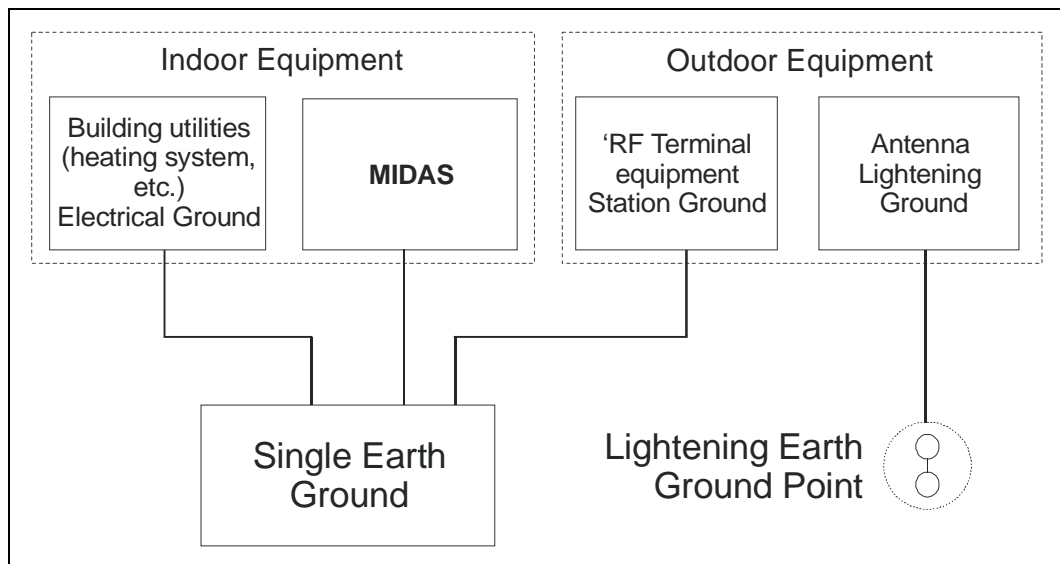 Indoor Equipment
Outdoor Equipment
Building utilities
(heating system,
etc.)
Electrical Ground
MIDAS
‘RF Terminal
equipment
Station Ground
Antenna
Lightening
Ground
Single Earth
Ground
Lightening Earth
Ground Point